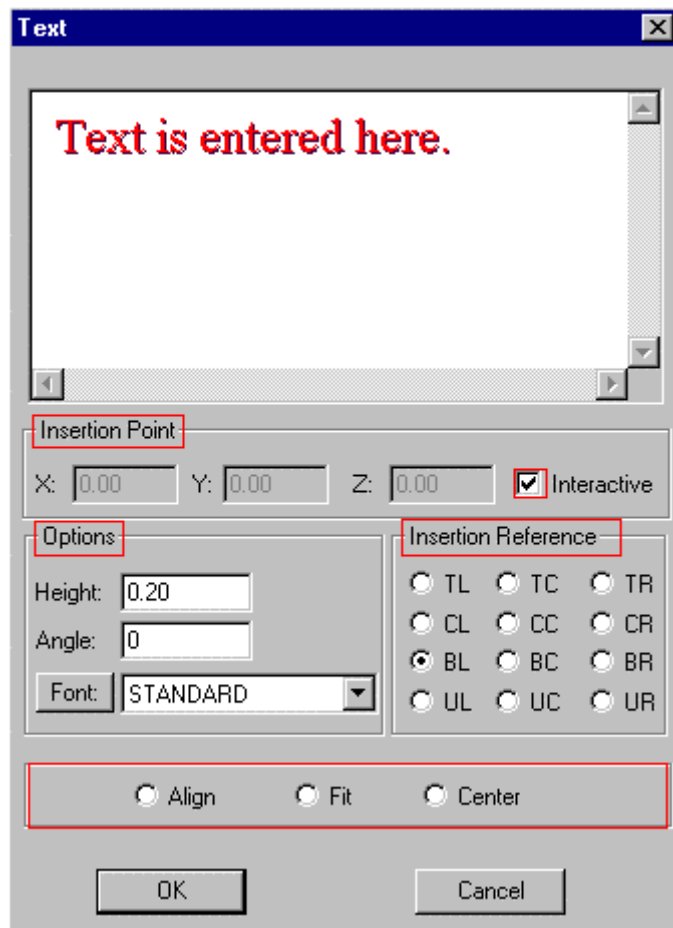 Text
Text is entered here.
Insertion Point
X: 0.00 Y: 0.00 Z: 0.00 Interactive
Options
Height: 0.20
Angle: 0
Font: STANDARD
Insertion Reference
TL TC TR
CL CC CR
BL BC BR
UL UC UR
Align Fit Center
OK Cancel